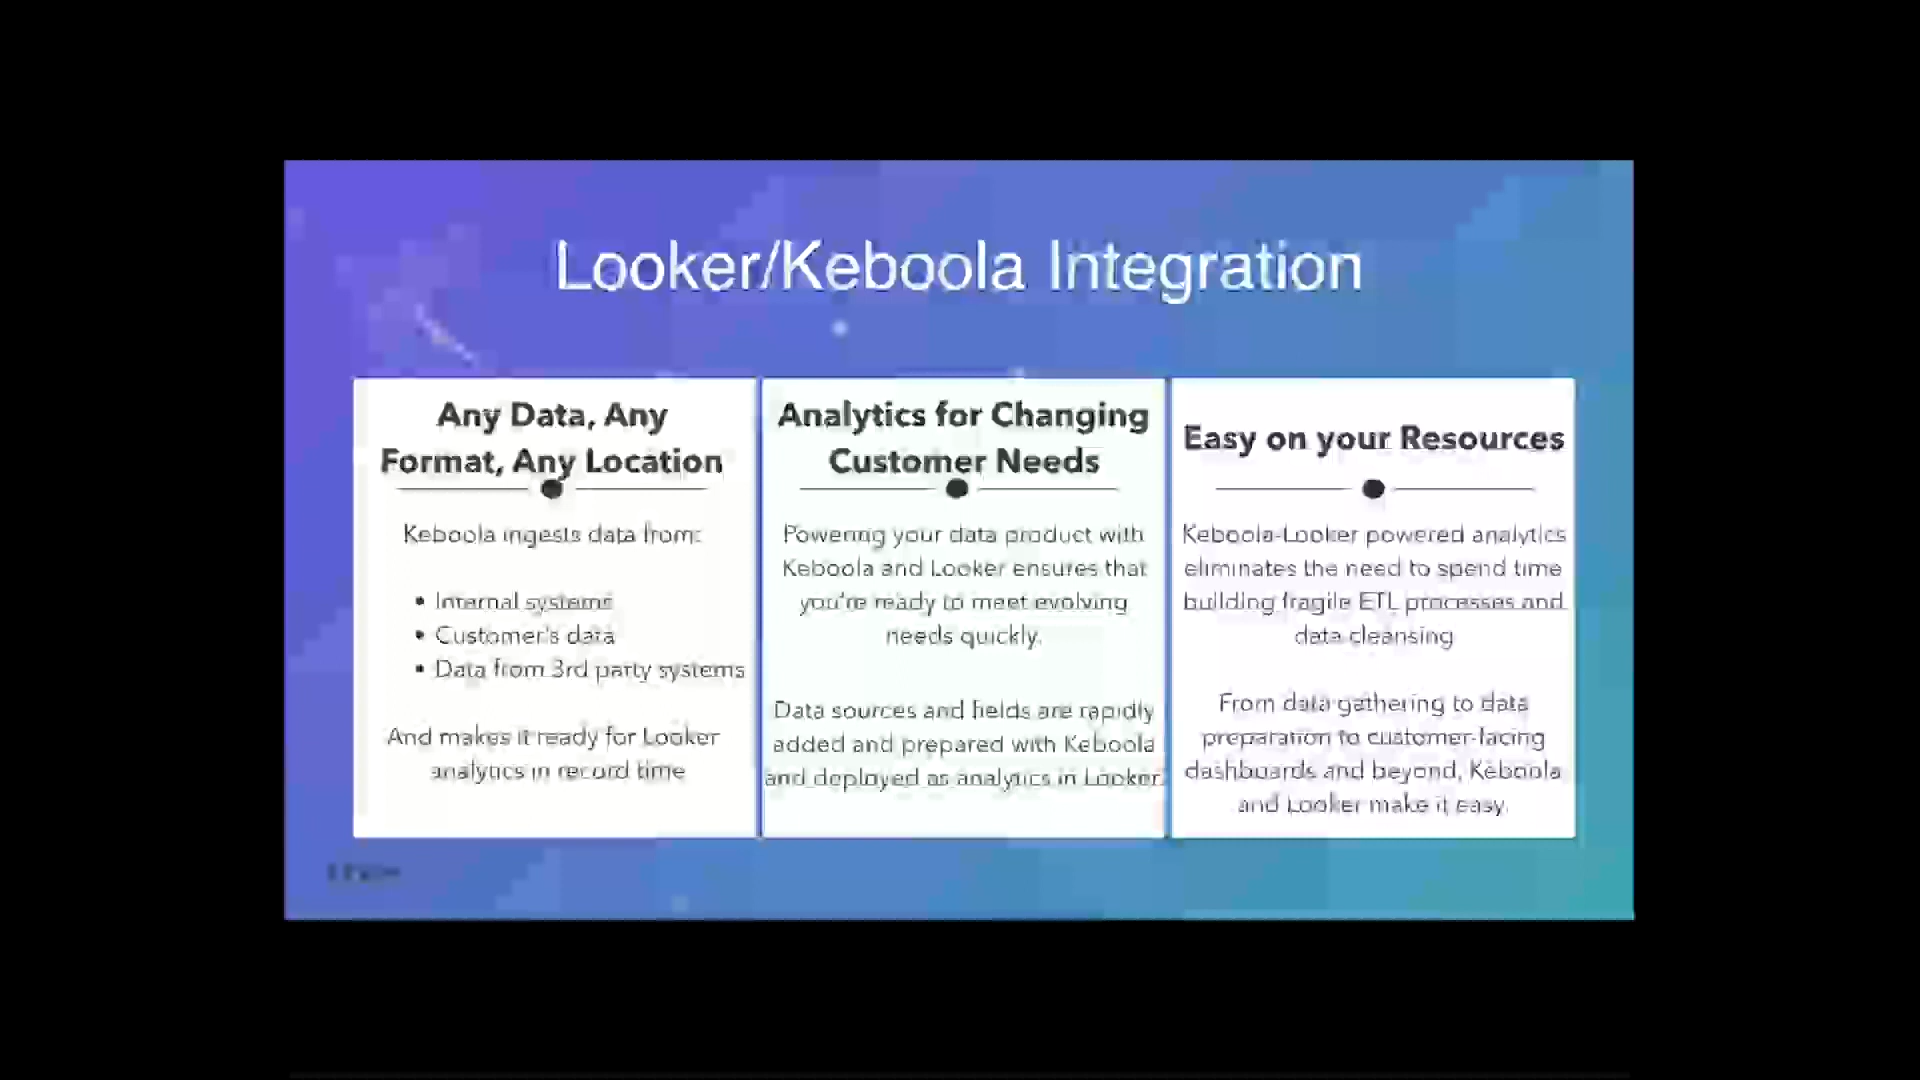 Looker/Keboola Integration
Any Data, Any
Format, Any Location
Keboola ingests data from:
• Internal systems
• Customer's data
• Data from 3rd party systems
And makes it ready for Looker
analytics in record time
Analytics for Changing
Customer Needs
Powering your data product with
Keboola and Looker ensures that
you're ready to meet evolving
needs quickly.
Data sources and fields are rapidly
added and prepared with Keboola
and deployed as analytics in Looker.
Easy on your Resources
Keboola-Looker powered analytics
eliminates the need to spend time
building fragile ETL processes and
data cleansing
From data gathering to data
preparation to customer-facing
dashboards and beyond, Keboola
and Looker make it easy.